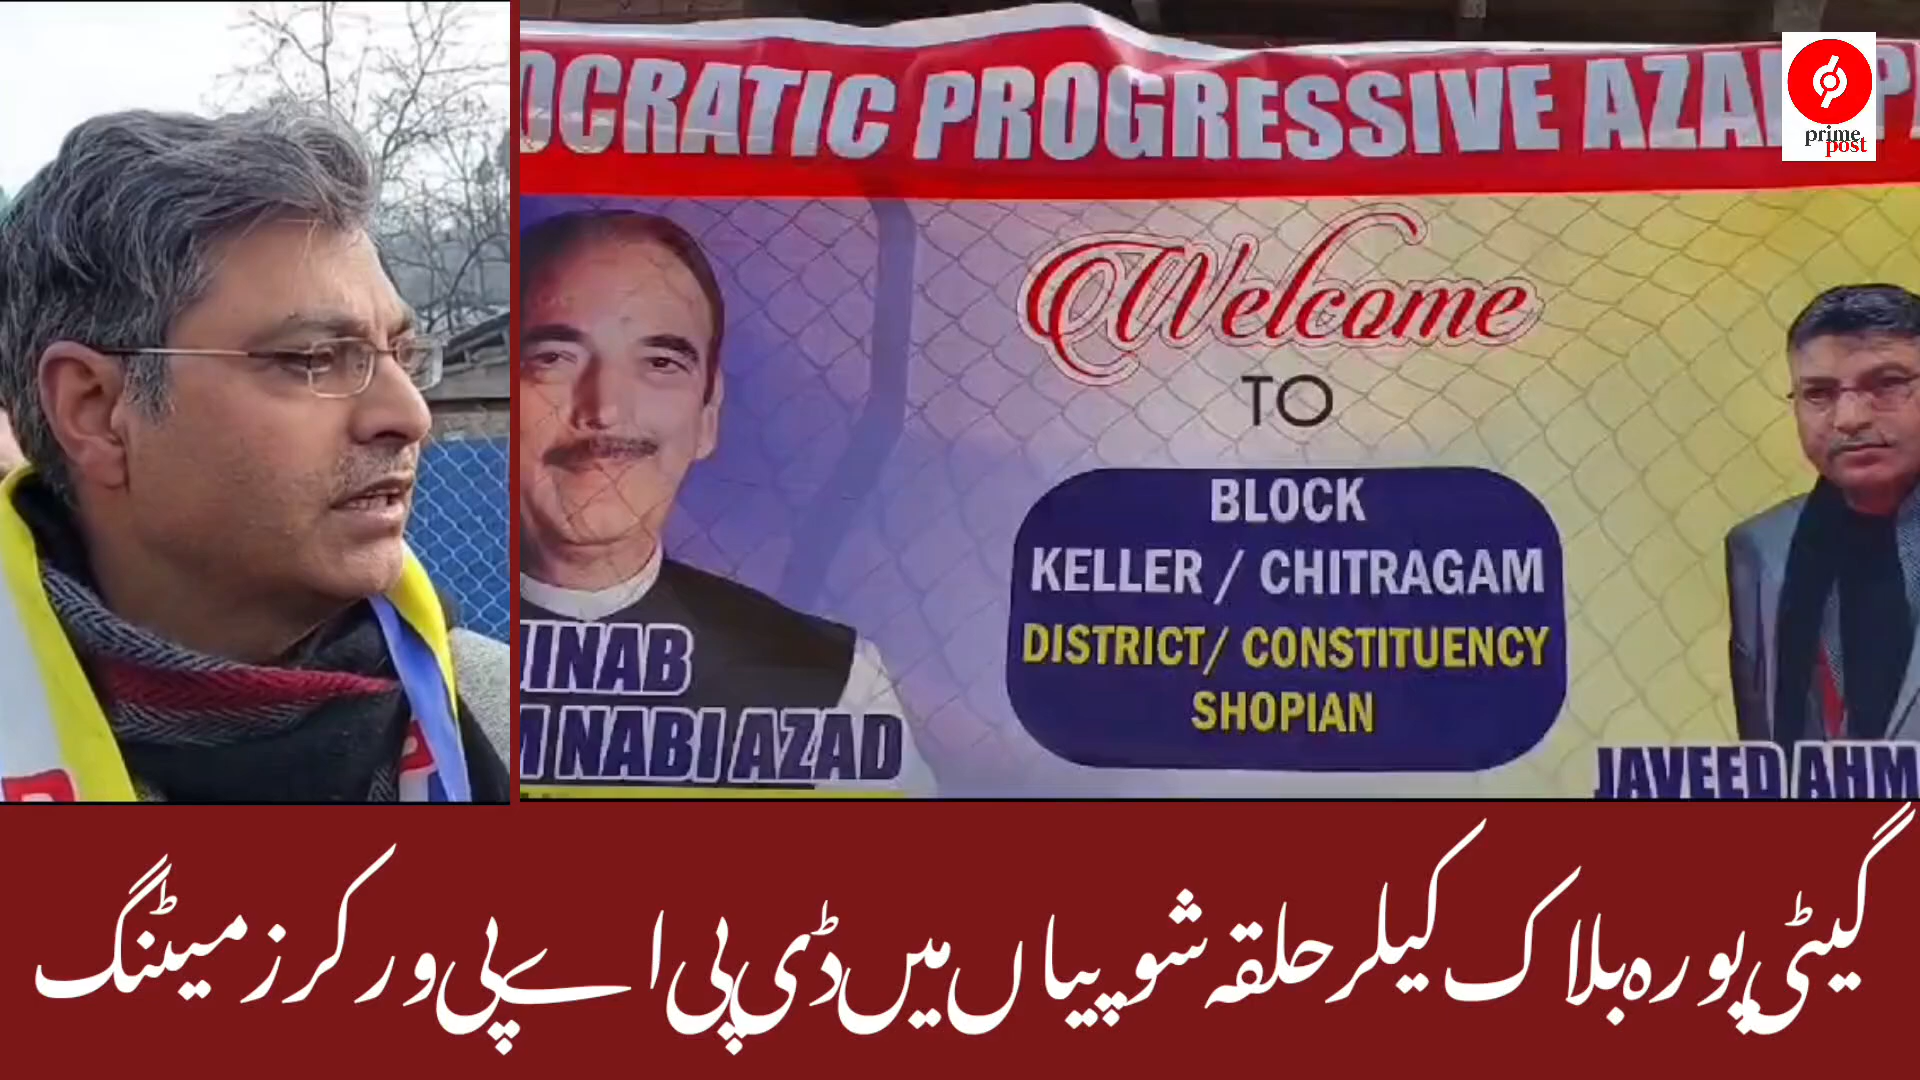 OCRATIC PROGRESSIVE AZA P
prime
post
Welcome
TO
BLOCK
KELLER / CHITRAGAM
DISTRICT/ CONSTITUENCY
SHOPIAN
JINAB
M NABI AZAD
JAVEED AHM
گیٹی پورہ بلاک کیلر حلقہ شوپیاں میں ڈی پی اے پی ورکرز میٹنگ